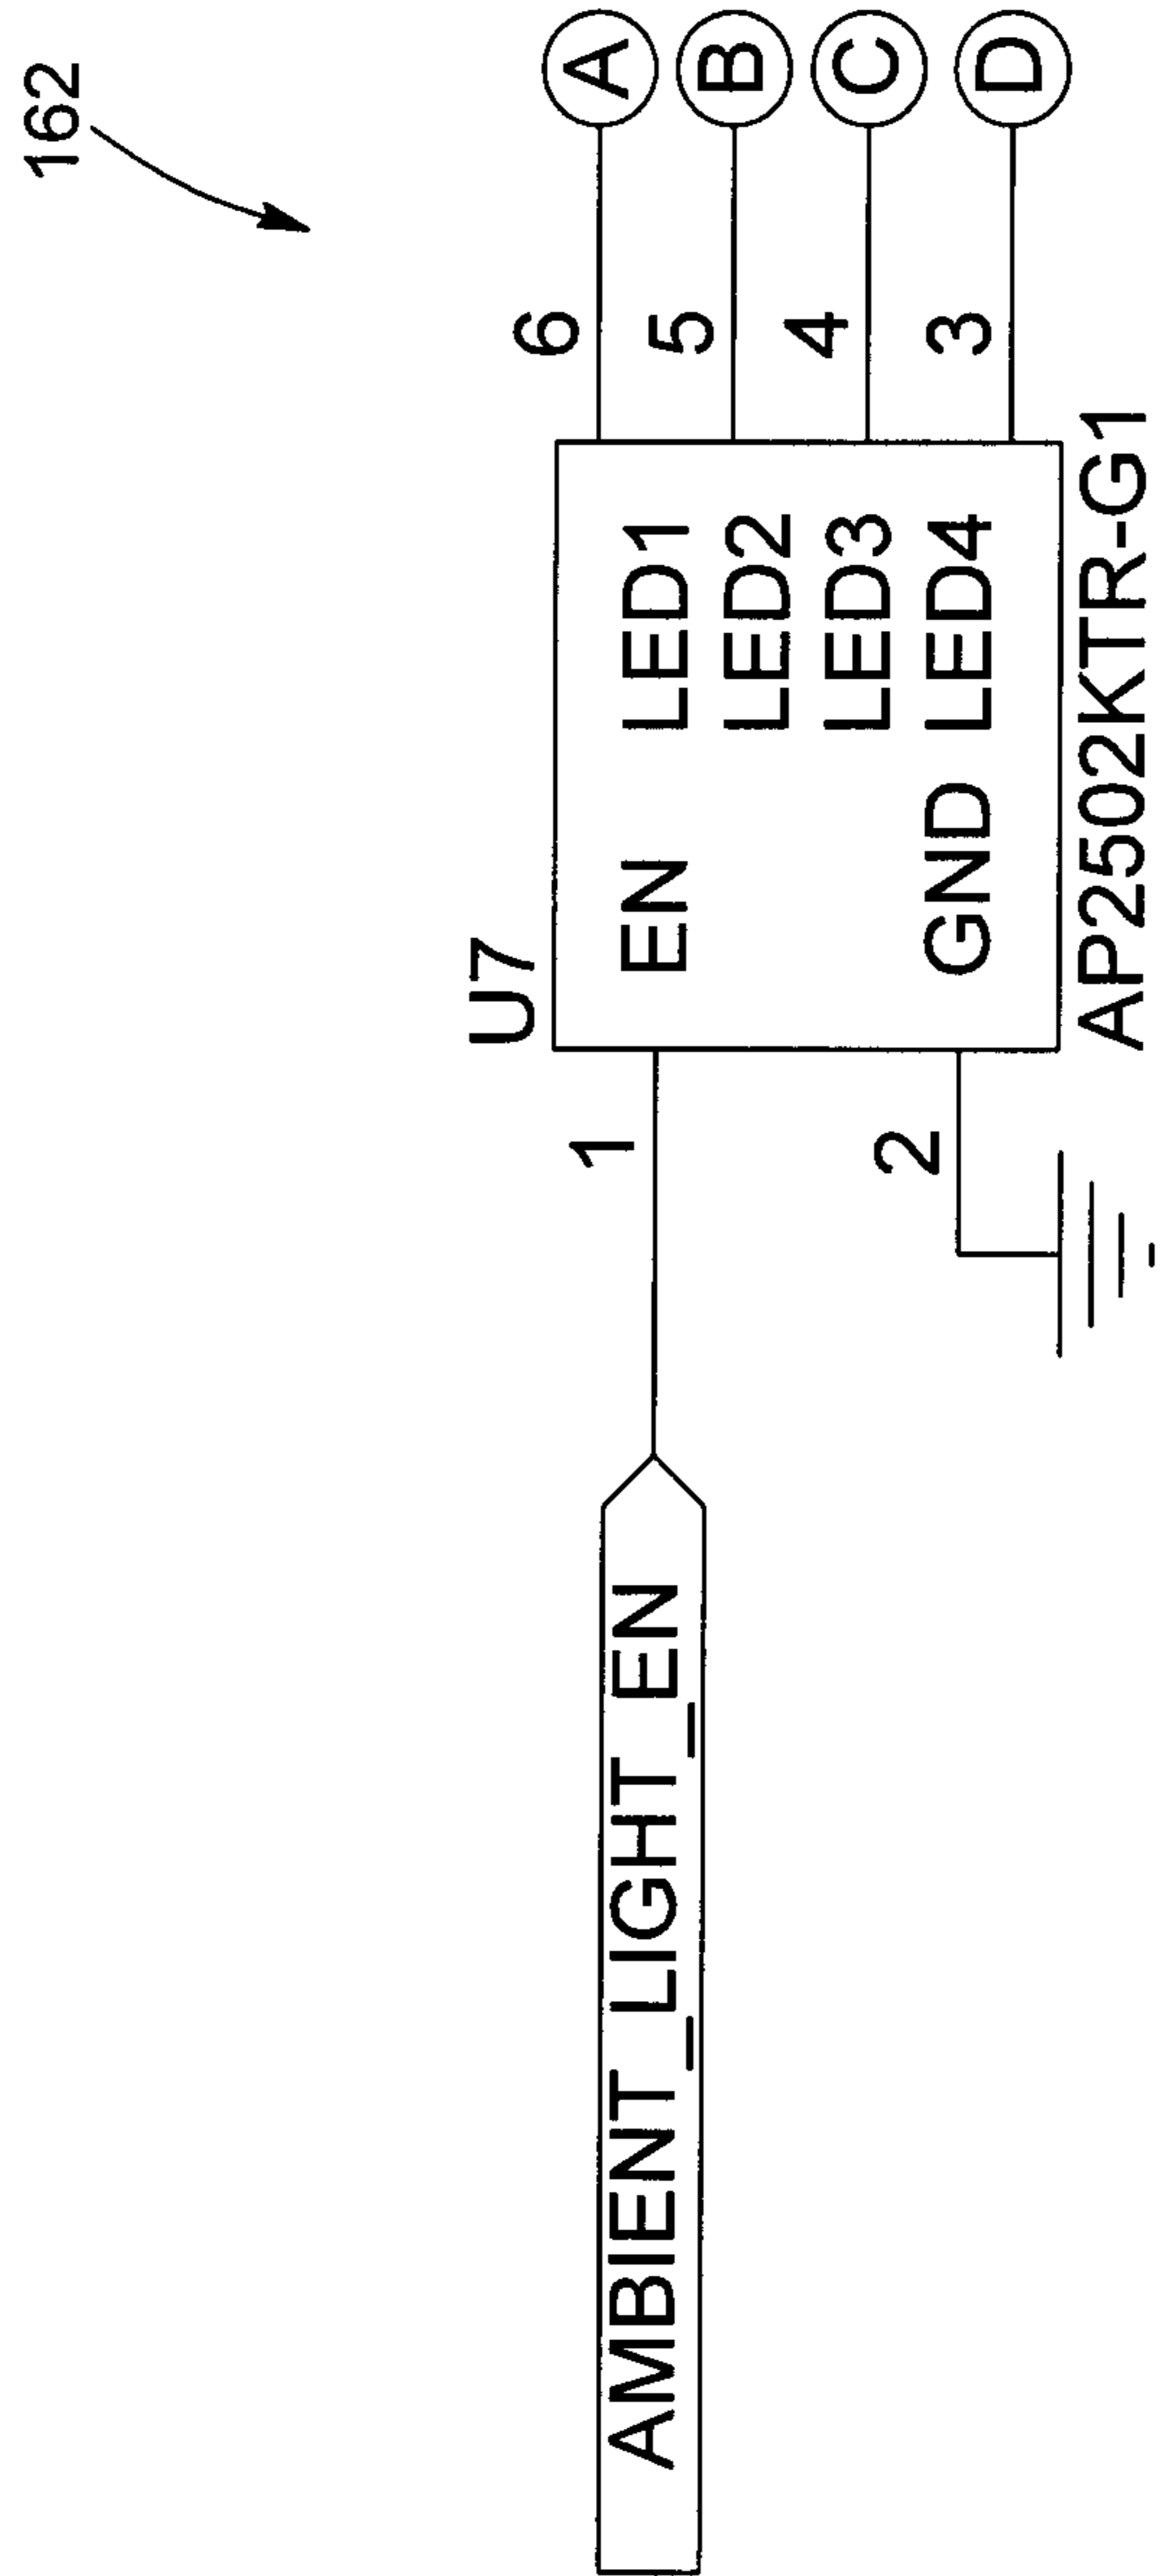 162
U7
AMBIENT_LIGHT_EN
1
EN
LED1
6
A
LED2
5
B
LED3
4
C
2
GND
LED4
3
D
AP2502KTR-G1